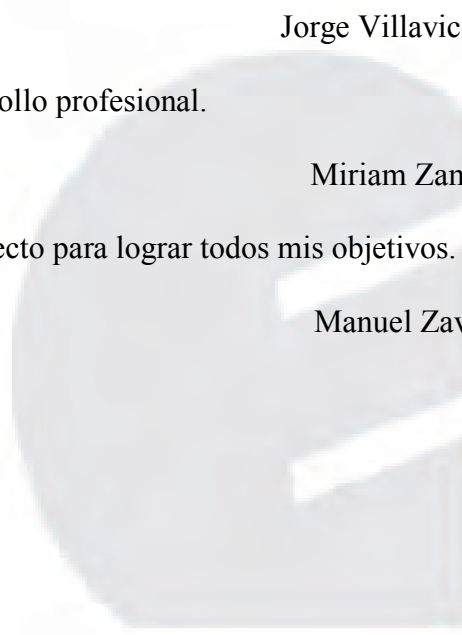 Jorge Villavic
ollo profesional.
Miriam Zan
ecto para lograr todos mis objetivos.
Manuel Zav